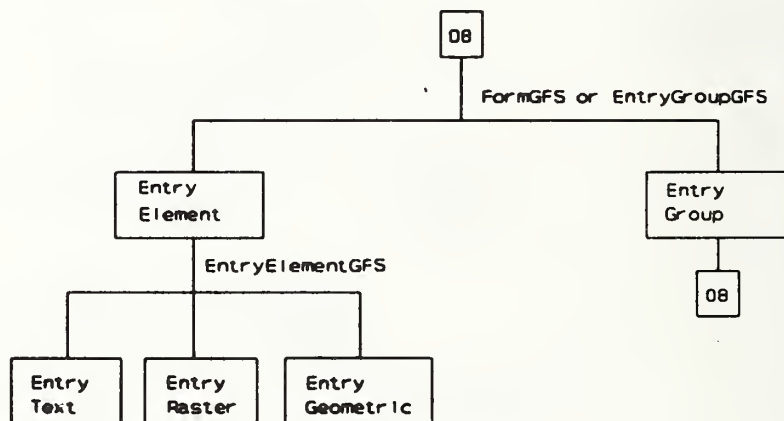 08
FormGFS or EntryGroupGFS
Entry
Element
Entry
Group
EntryElementGFS
08
Entry
Text
Entry
Raster
Entry
Geometric